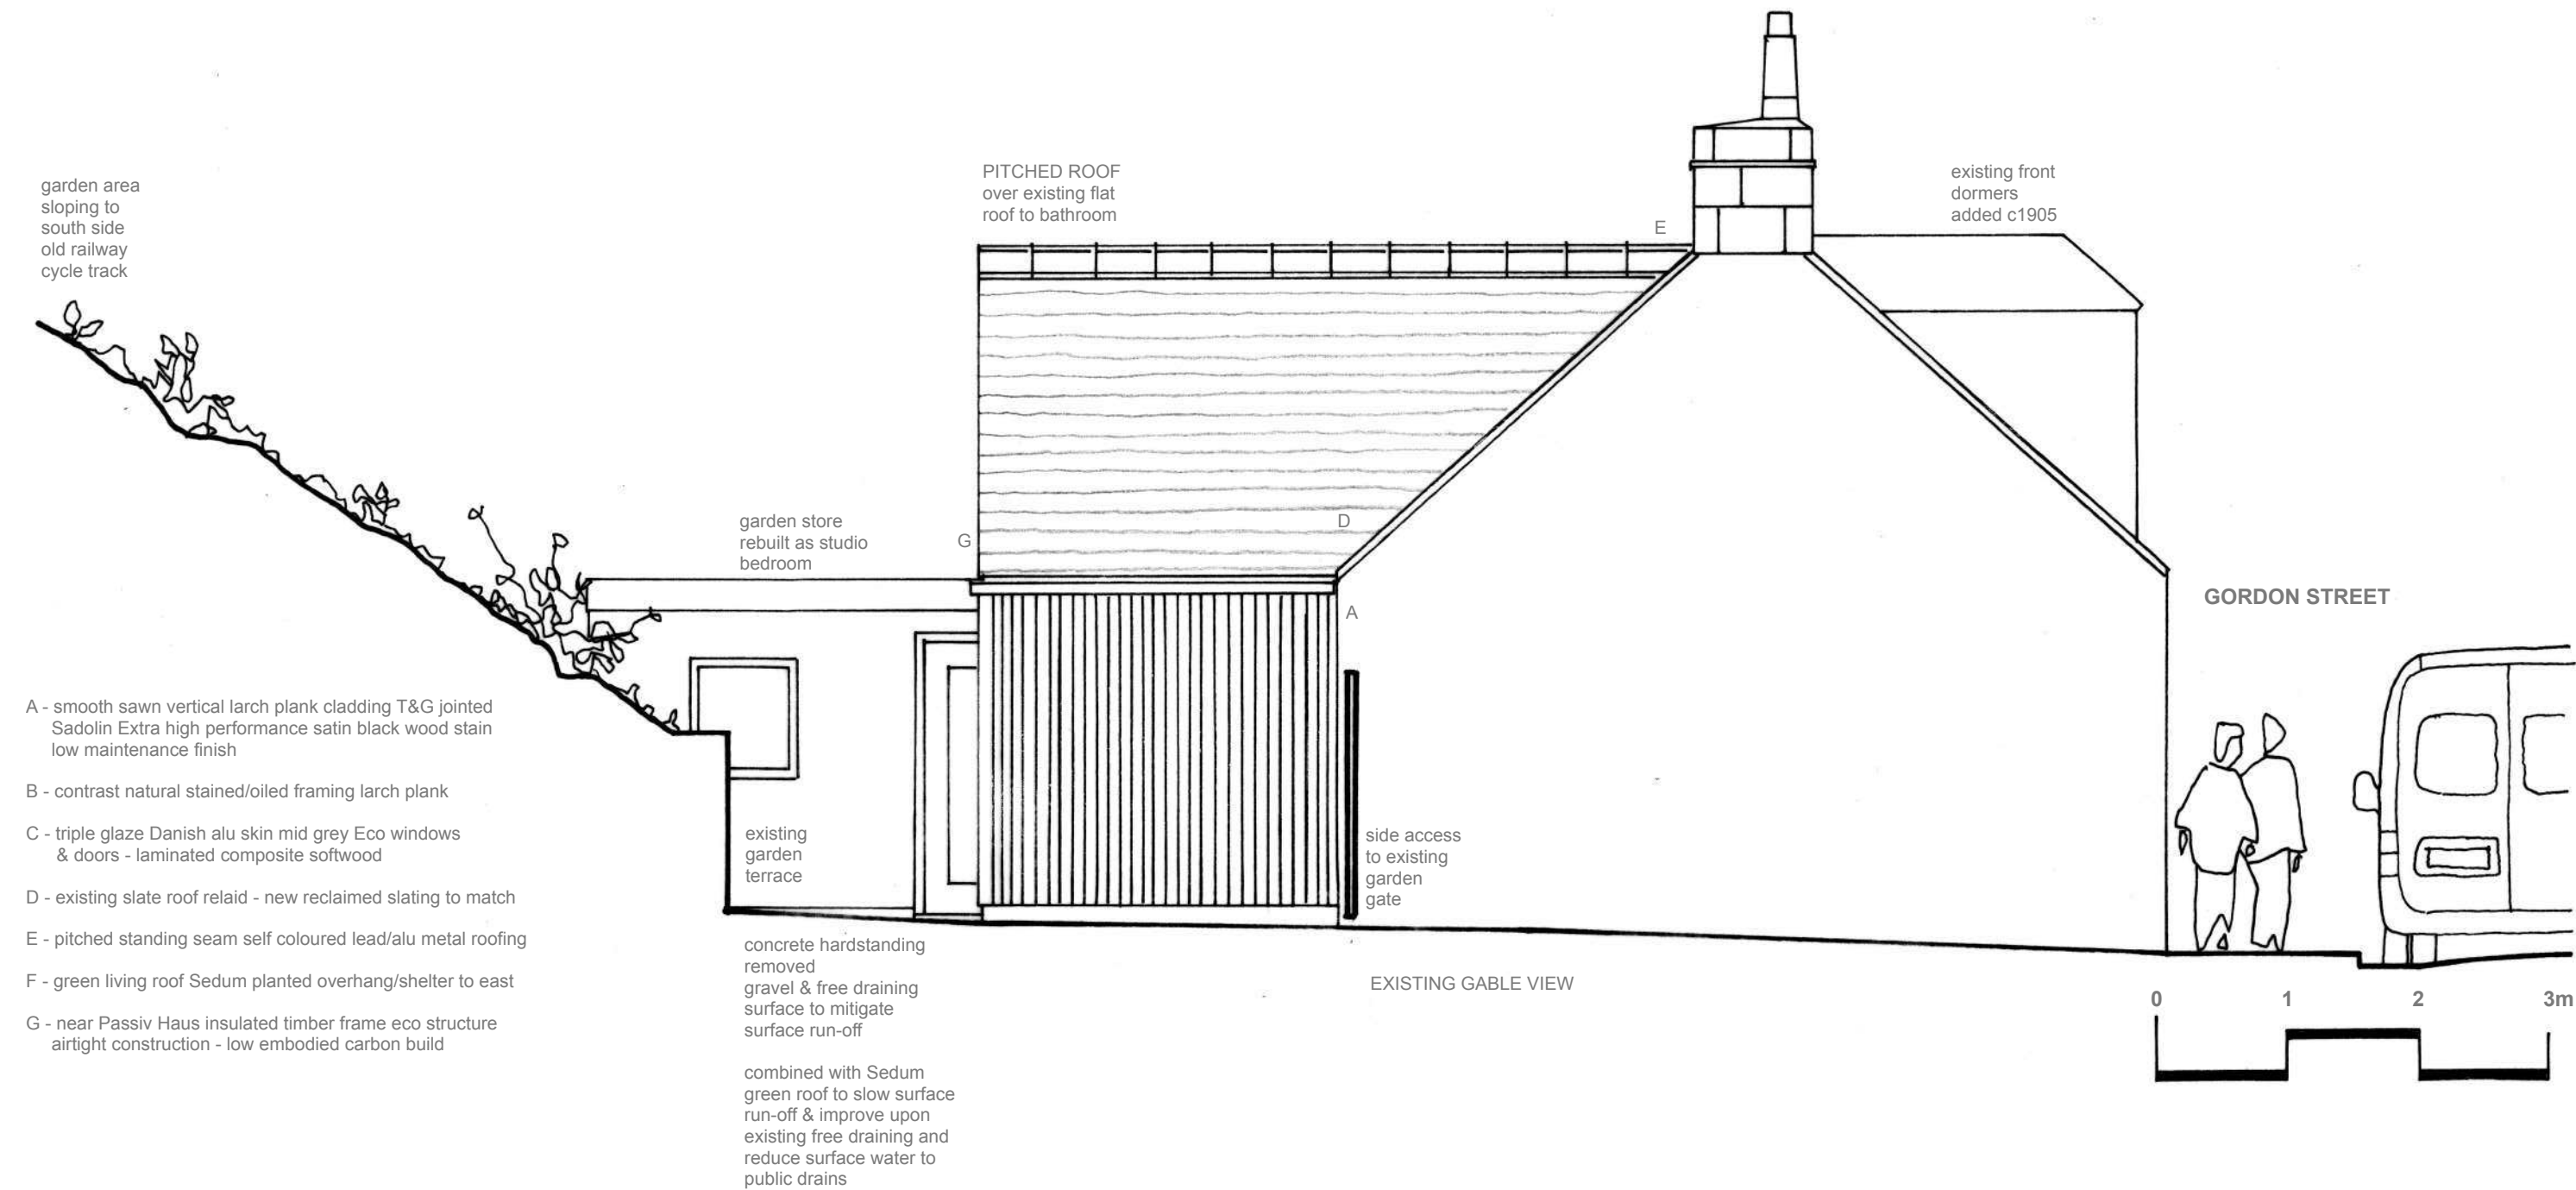 garden area
sloping to
south side
old railway
cycle track
PITCHED ROOF
over existing flat
roof to bathroom
E
existing front
dormers
added c1905
garden store
rebuilt as studio
bedroom
G
D
A
GORDON STREET
A - smooth sawn vertical larch plank cladding T&G jointed
Sadolin Extra high performance satin black wood stain
low maintenance finish
B - contrast natural stained/oiled framing larch plank
C - triple glaze Danish alu skin mid grey Eco windows
& doors - laminated composite softwood
D - existing slate roof relaid - new reclaimed slating to match
E - pitched standing seam self coloured lead/alu metal roofing
F - green living roof Sedum planted overhang/shelter to east
G - near Passiv Haus insulated timber frame eco structure
airtight construction - low embodied carbon build
existing
garden
terrace
side access
to existing
garden
gate
concrete hardstanding
removed
gravel & free draining
surface to mitigate
surface run-off
combined with Sedum
green roof to slow surface
run-off & improve upon
existing free draining and
reduce surface water to
public drains
EXISTING GABLE VIEW
0 1 2 3m